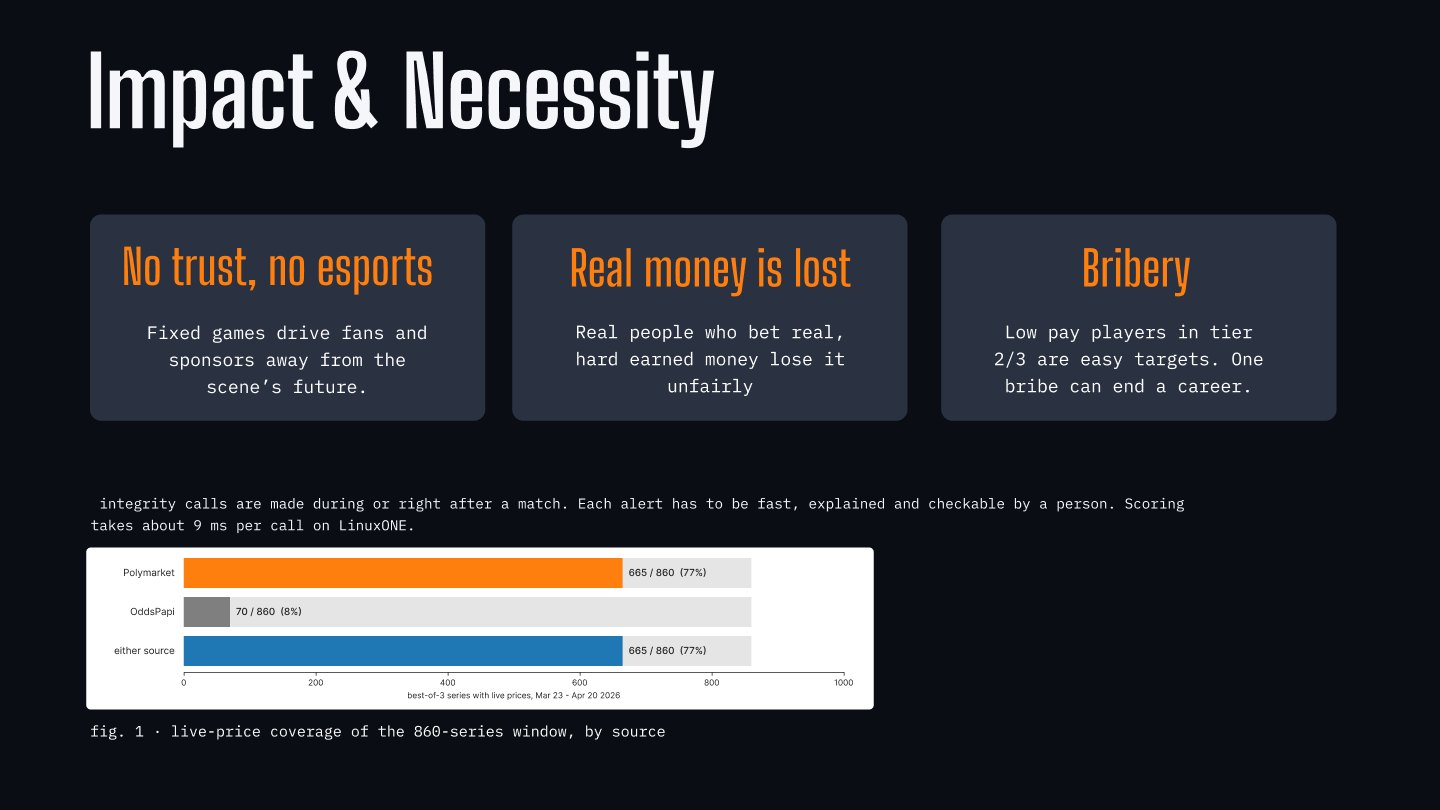 Impact & Necessity
No trust, no esports
Fixed games drive fans and
sponsors away from the
scene’s future.
Real money is lost
Real people who bet real,
hard earned money lose it
unfairly
Bribery
Low pay players in tier
2/3 are easy targets. One
bribe can end a career.
integrity calls are made during or right after a match. Each alert has to be fast, explained and checkable by a person. Scoring
takes about 9 ms per call on LinuxONE.
Polymarket 665 / 860 (77%)
OddsPapi 70 / 860 (8%)
either source 665 / 860 (77%)
0 200 400 600 800 1000
best-of-3 series with live prices, Mar 23 - Apr 20 2026
fig. 1 · live-price coverage of the 860-series window, by source